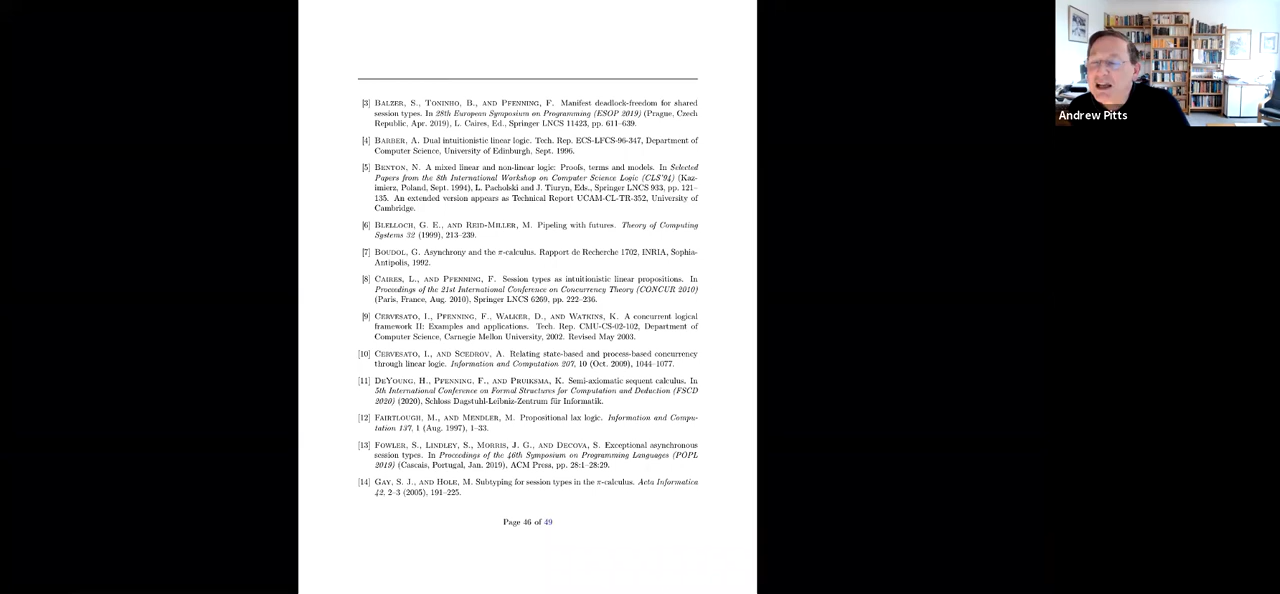 [3] Balzer, S., Toninho, B., and Pfenning, F. Manifest deadlock-freedom for shared
session types. In 28th European Symposium on Programming (ESOP 2019) (Prague, Czech
Republic, Apr. 2019), L. Caires, Ed., Springer LNCS 11423, pp. 611–639.
[4] Barber, A. Dual intuitionistic linear logic. Tech. Rep. ECS-LFCS-96-347, Department of
Computer Science, University of Edinburgh, Sept. 1996.
[5] Benton, N. A mixed linear and non-linear logic: Proofs, terms and models. In Selected
Papers from the 8th International Workshop on Computer Science Logic (CLS'94) (Kaz-
imierz, Poland, Sept. 1994), L. Pacholski and J. Tiuryn, Eds., Springer LNCS 933, pp. 121–
135. An extended version appears as Technical Report UCAM-CL-TR-352, University of
Cambridge.
[6] Blelloch, G. E., and Reid-Miller, M. Pipeling with futures. Theory of Computing
Systems 32 (1999), 213–239.
[7] Boudol, G. Asynchrony and the π-calculus. Rapport de Recherche 1702, INRIA, Sophia-
Antipolis, 1992.
[8] Caires, L., and Pfenning, F. Session types as intuitionistic linear propositions. In
Proceedings of the 21st International Conference on Concurrency Theory (CONCUR 2010)
(Paris, France, Aug. 2010), Springer LNCS 6269, pp. 222–236.
[9] Cervesato, I., Pfenning, F., Walker, D., and Watkins, K. A concurrent logical
framework II: Examples and applications. Tech. Rep. CMU-CS-02-102, Department of
Computer Science, Carnegie Mellon University, 2002. Revised May 2003.
[10] Cervesato, I., and Scedrov, A. Relating state-based and process-based concurrency
through linear logic. Information and Computation 207, 10 (Oct. 2009), 1044–1077.
[11] DeYoung, H., Pfenning, F., and Pruiksma, K. Semi-axiomatic sequent calculus. In
5th International Conference on Formal Structures for Computation and Deduction (FSCD
2020) (2020), Schloss Dagstuhl-Leibniz-Zentrum für Informatik.
[12] Fairtlough, M., and Mendler, M. Propositional lax logic. Information and Compu-
tation 137, 1 (Aug. 1997), 1–33.
[13] Fowler, S., Lindley, S., Morris, J. G., and Decova, S. Exceptional asynchronous
session types. In Proceedings of the 46th Symposium on Programming Languages (POPL
2019) (Cascais, Portugal, Jan. 2019), ACM Press, pp. 28:1–28:29.
[14] Gay, S. J., and Hole, M. Subtyping for session types in the π-calculus. Acta Informatica
42, 2–3 (2005), 191–225.
Page 46 of 49
Andrew Pitts